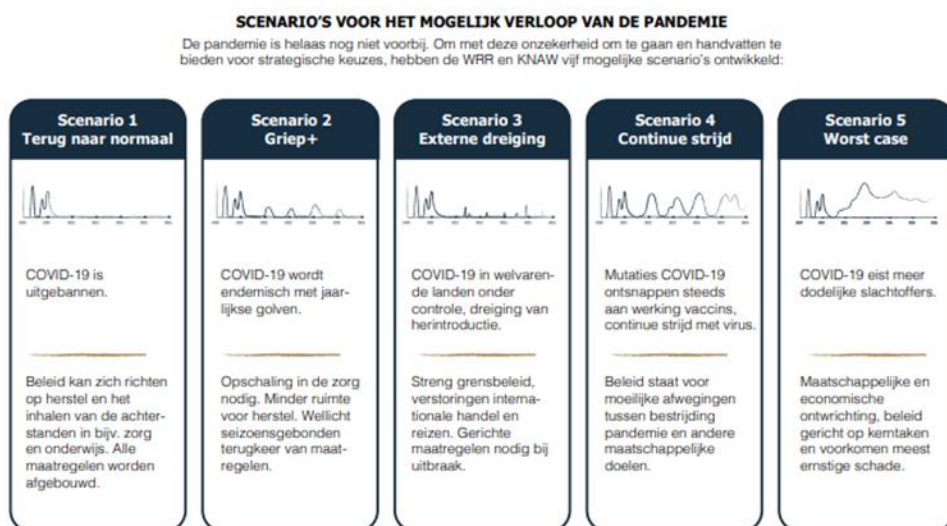 SCENARIO'S VOOR HET MOGELIJK VERLOOP VAN DE PANDEMIE
De pandemie is helaas nog niet voorbij. Om met deze onzekerheid om te gaan en handvatten te
bieden voor strategische keuzes, hebben de WRR en KNAW vijf mogelijke scenario's ontwikkeld:
Scenario 1
Terug naar normaal
COVID-19 is
uitgebannen.
Beleid kan zich richten
op herstel en het
inhalen van de achter-
standen in bijv. zorg
en onderwijs. Alle
maatregelen worden
afgebouwd.
Scenario 2
Griep+
COVID-19 wordt
endemisch met jaar-
lijkse golven.
Opschaling in de zorg
nodig. Minder ruimte
voor herstel. Wellicht
seizoensgebonden
terugkeer van maat-
regelen.
Scenario 3
Externe dreiging
COVID-19 in welvaren-
de landen onder
controle, dreiging van
herintroductie.
Streng grensbeleid,
verstoringen interna-
tionale handel en
reizen. Gerichte
maatregelen nodig bij
uitbraak.
Scenario 4
Continue strijd
Mutaties COVID-19
ontsnappen steeds
aan werking vaccins,
continue strijd met virus.
Beleid staat voor
moeilijke afwegingen
tussen bestrijding
pandemie en andere
maatschappelijke
doelen.
Scenario 5
Worst case
COVID-19 eist meer
dodelijke slachtoffers.
Maatschappelijke en
economische
ontwrichting, beleid
gericht op kerntaken
en voorkomen meest
ernstige schade.